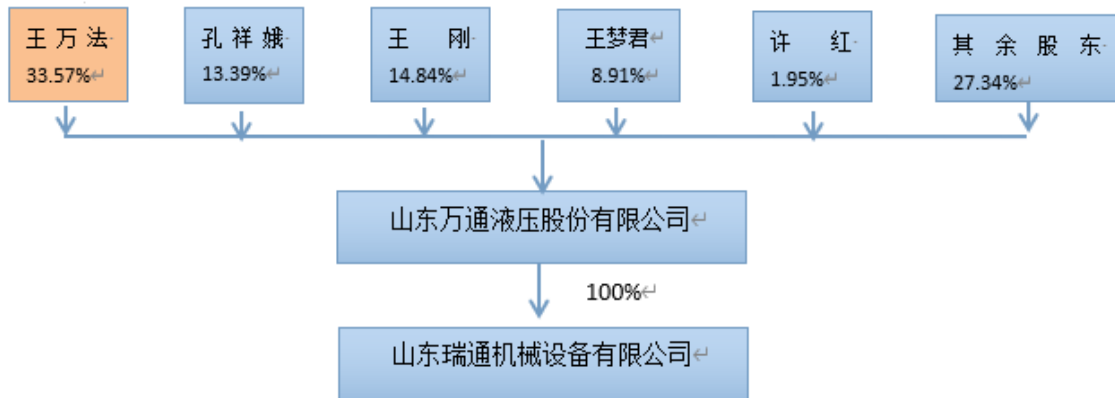 王万法
33.57%
孔祥娥
13.39%
王 刚
14.84%
王梦君
8.91%
许 红
1.95%
其余股东
27.34%
山东万通液压股份有限公司
100%
山东瑞通机械设备有限公司